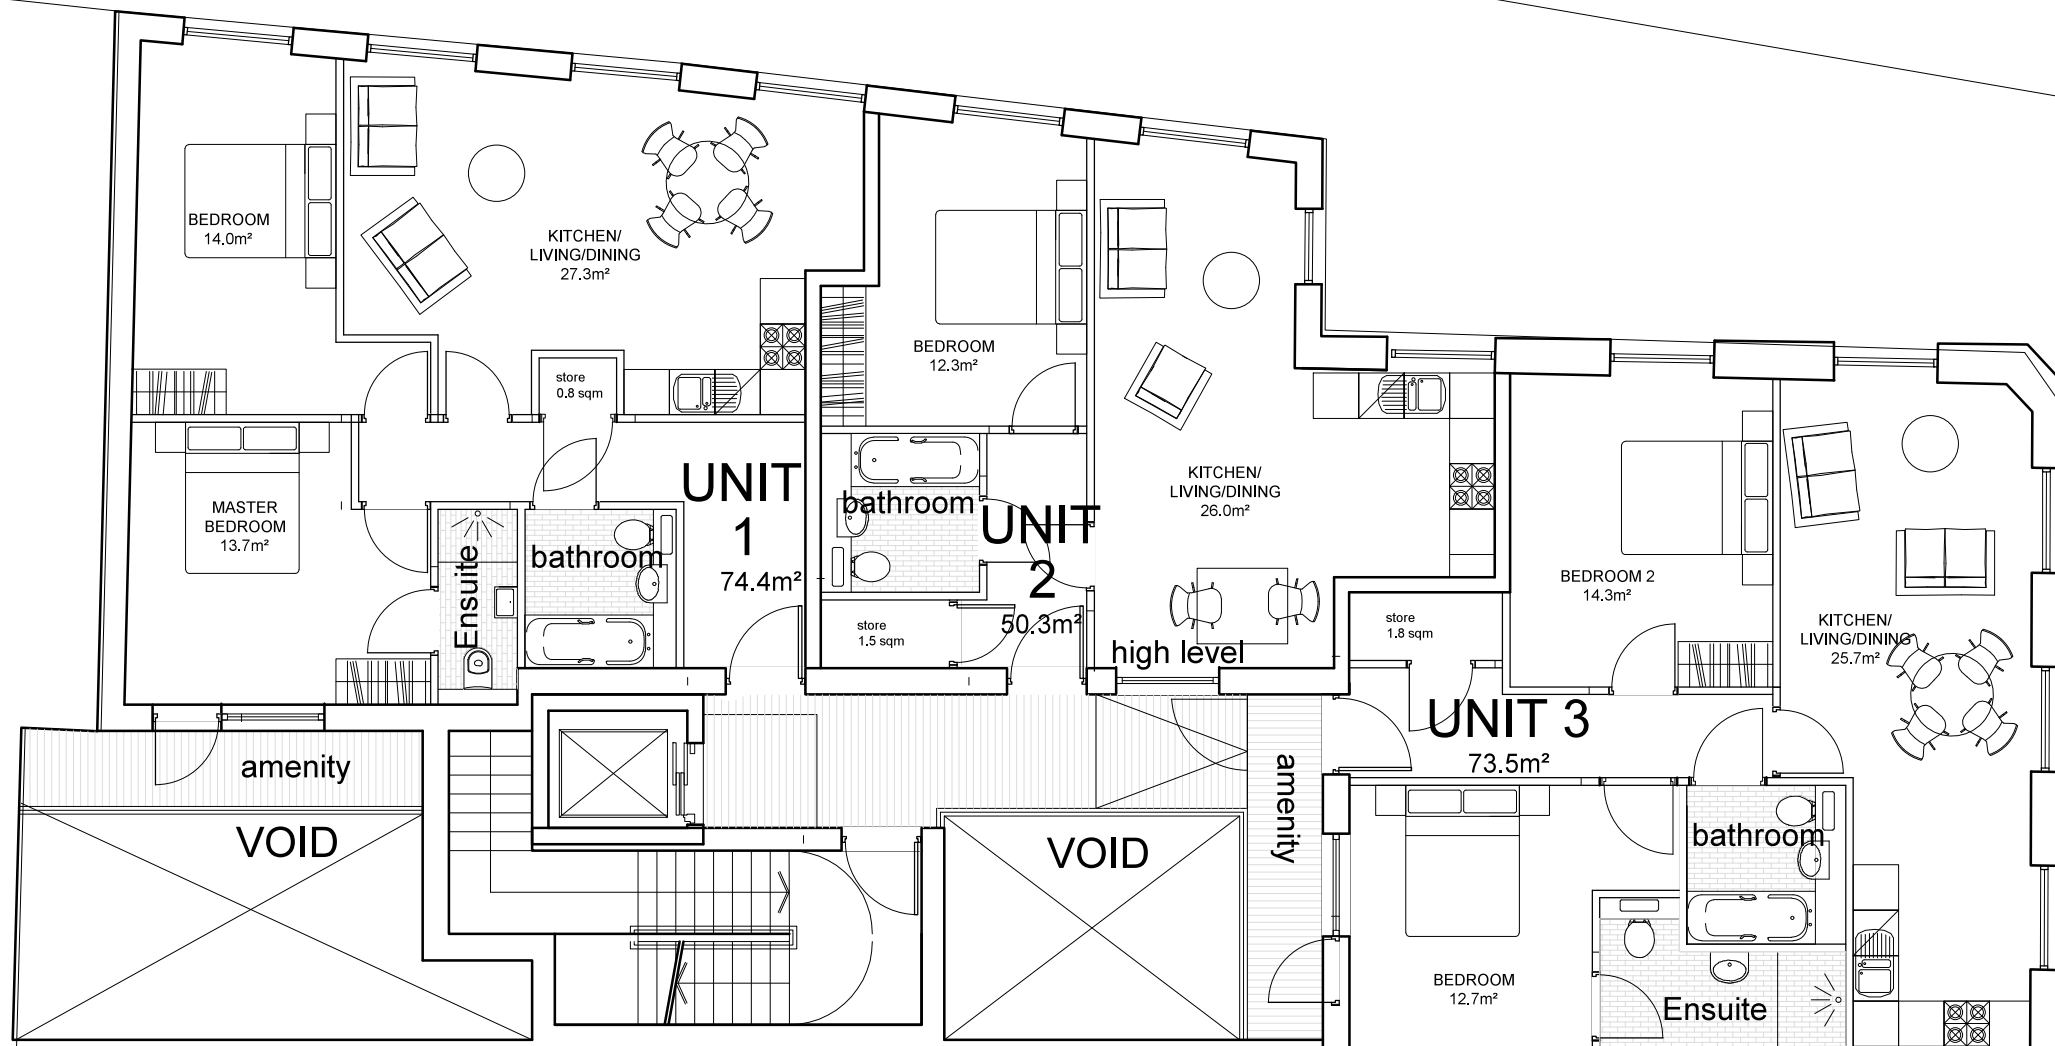 BEDROOM
14.0m²
KITCHEN/
LIVING/DINING
27.3m²
store
0.8 sqm
MASTER
BEDROOM
13.7m²
Ensuite
bathroom
UNIT
1
74.4m²
BEDROOM
12.3m²
bathroom
UNIT
2
50.3m²
store
1.5 sqm
KITCHEN/
LIVING/DINING
26.0m²
high level
store
1.8 sqm
BEDROOM 2
14.3m²
KITCHEN/
LIVING/DINING
25.7m²
UNIT 3
73.5m²
amenity
VOID
VOID
amenity
bathroom
BEDROOM
12.7m²
Ensuite